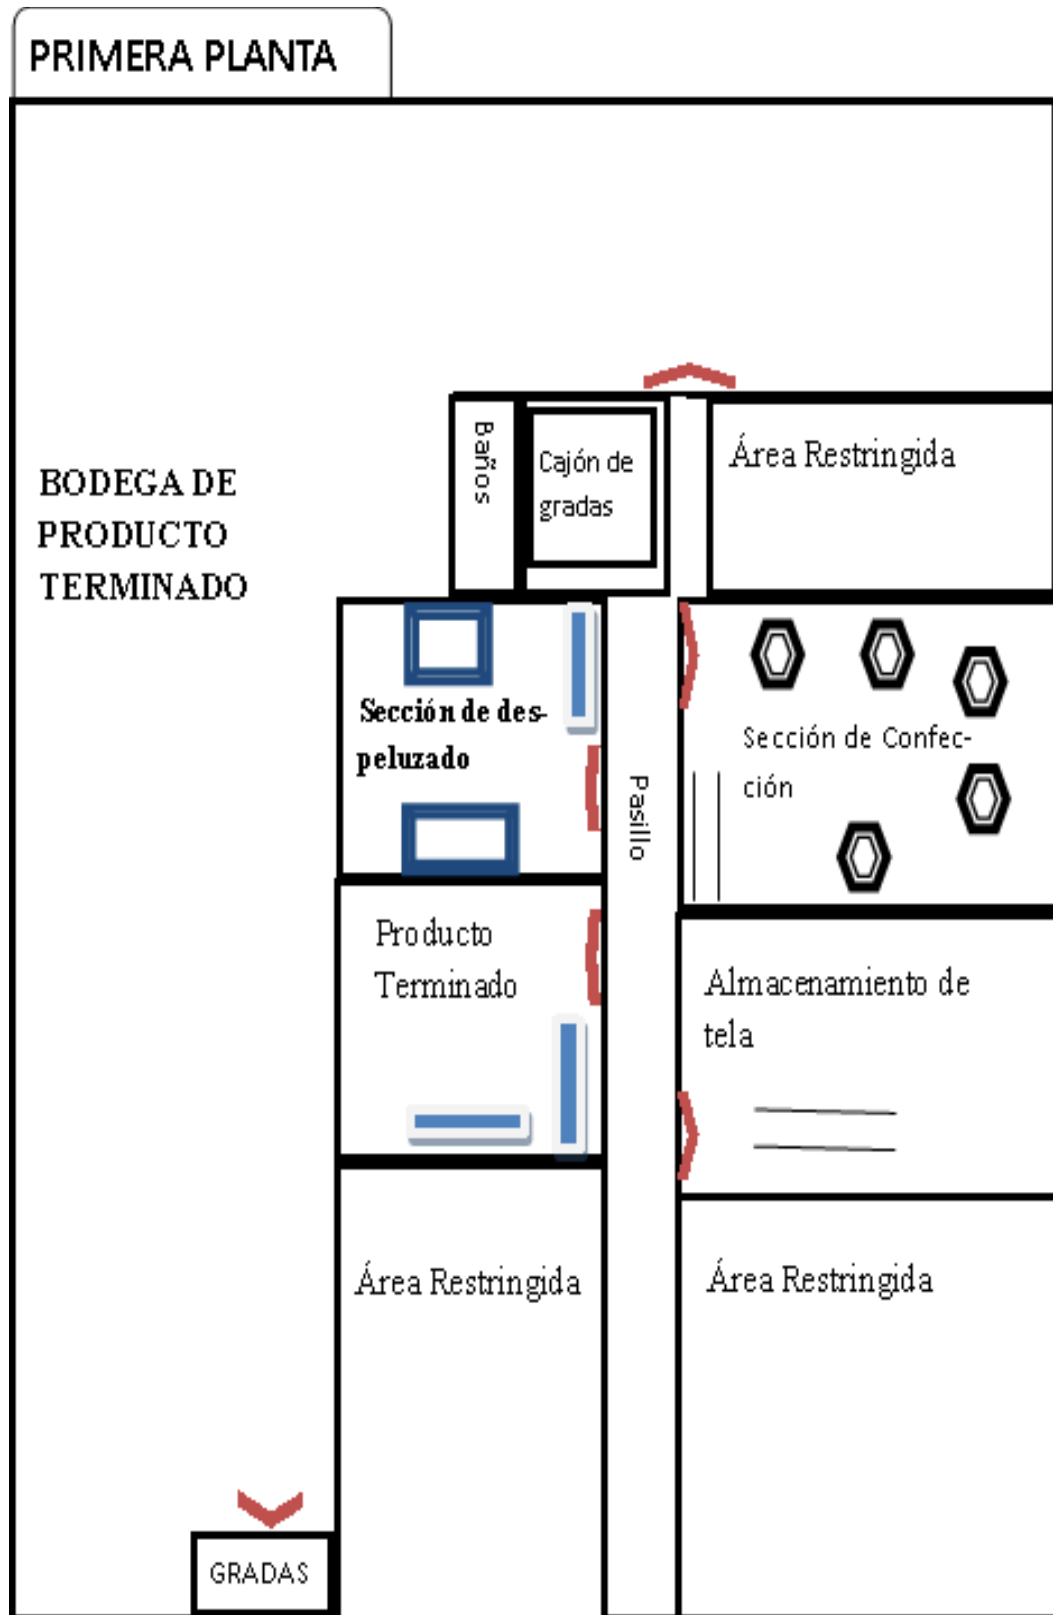 PRIMERA PLANTA
BODEGA DE
PRODUCTO
TERMINADO
Baños
Cajón de
gradas
Área Restringida
Sección de des-
peluzado
Pasillo
Sección de Confec-
ción
Producto
Terminado
Almacenamiento de
tela
Área Restringida
Área Restringida
GRADAS